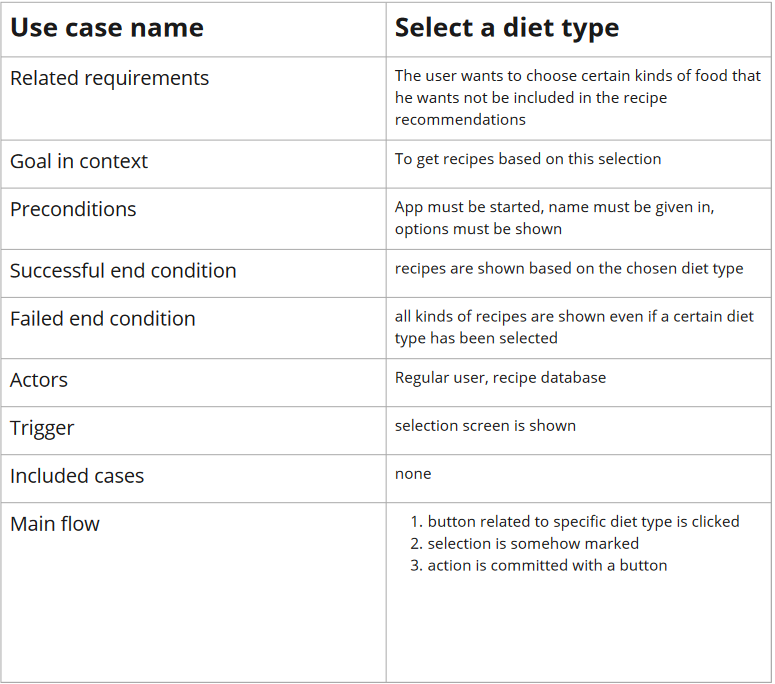 Use case name
Select a diet type
Related requirements
The user wants to choose certain kinds of food that
he wants not be included in the recipe
recommendations
Goal in context
To get recipes based on this selection
Preconditions
App must be started, name must be given in,
options must be shown
Successful end condition
recipes are shown based on the chosen diet type
Failed end condition
all kinds of recipes are shown even if a certain diet
type has been selected
Actors
Regular user, recipe database
Trigger
selection screen is shown
Included cases
none
Main flow
1. button related to specific diet type is clicked
2. selection is somehow marked
3. action is committed with a button